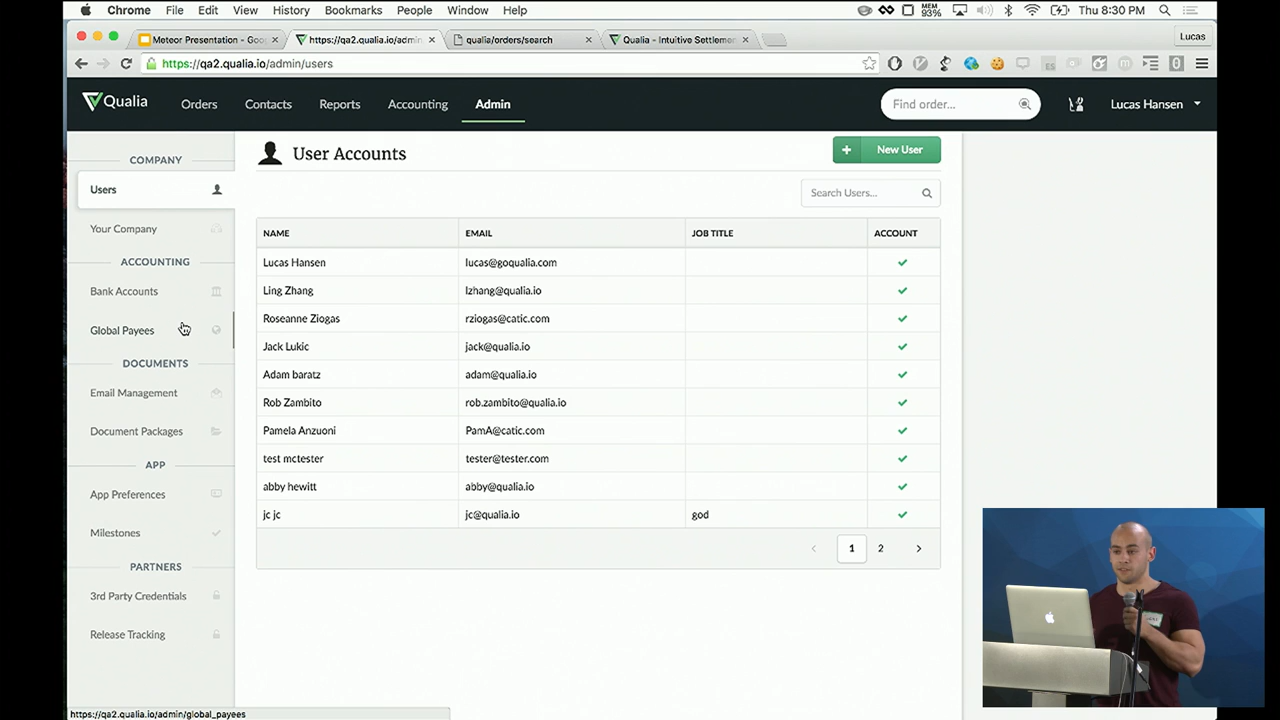 Chrome File Edit View History Bookmarks People Window Help MEM 93% Thu 8:30 PM
Meteor Presentation - Goo https://qa2.qualia.io/admin qualia/orders/search Qualia - Intuitive Settleme Lucas
https://qa2.qualia.io/admin/users
Qualia Orders Contacts Reports Accounting Admin Find order... Lucas Hansen
COMPANY
Users
Your Company
ACCOUNTING
Bank Accounts
Global Payees
DOCUMENTS
Email Management
Document Packages
APP
App Preferences
Milestones
PARTNERS
3rd Party Credentials
Release Tracking
User Accounts
+ New User
Search Users...
NAME EMAIL JOB TITLE ACCOUNT
Lucas Hansen lucas@goqualia.com
Ling Zhang lzhang@qualia.io
Roseanne Ziogas rziogas@catic.com
Jack Lukic jack@qualia.io
Adam baratz adam@qualia.io
Rob Zambito rob.zambito@qualia.io
Pamela Anzuoni PamA@catic.com
test mctester tester@tester.com
abby hewitt abby@qualia.io
jc jc jc@qualia.io god
1 2
https://qa2.qualia.io/admin/global_payees